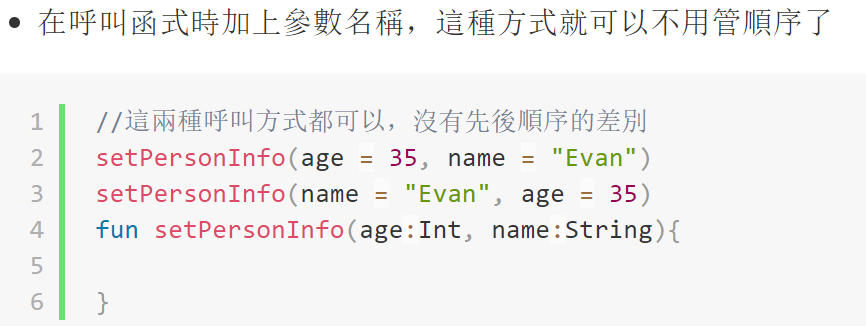 ● 在呼叫函式時加上參數名稱，這種方式就可以不用管順序了
1 //這兩種呼叫方式都可以，沒有先後順序的差別
2 setPersonInfo(age = 35, name = "Evan")
3 setPersonInfo(name = "Evan", age = 35)
4 fun setPersonInfo(age:Int, name:String){
5
6 }